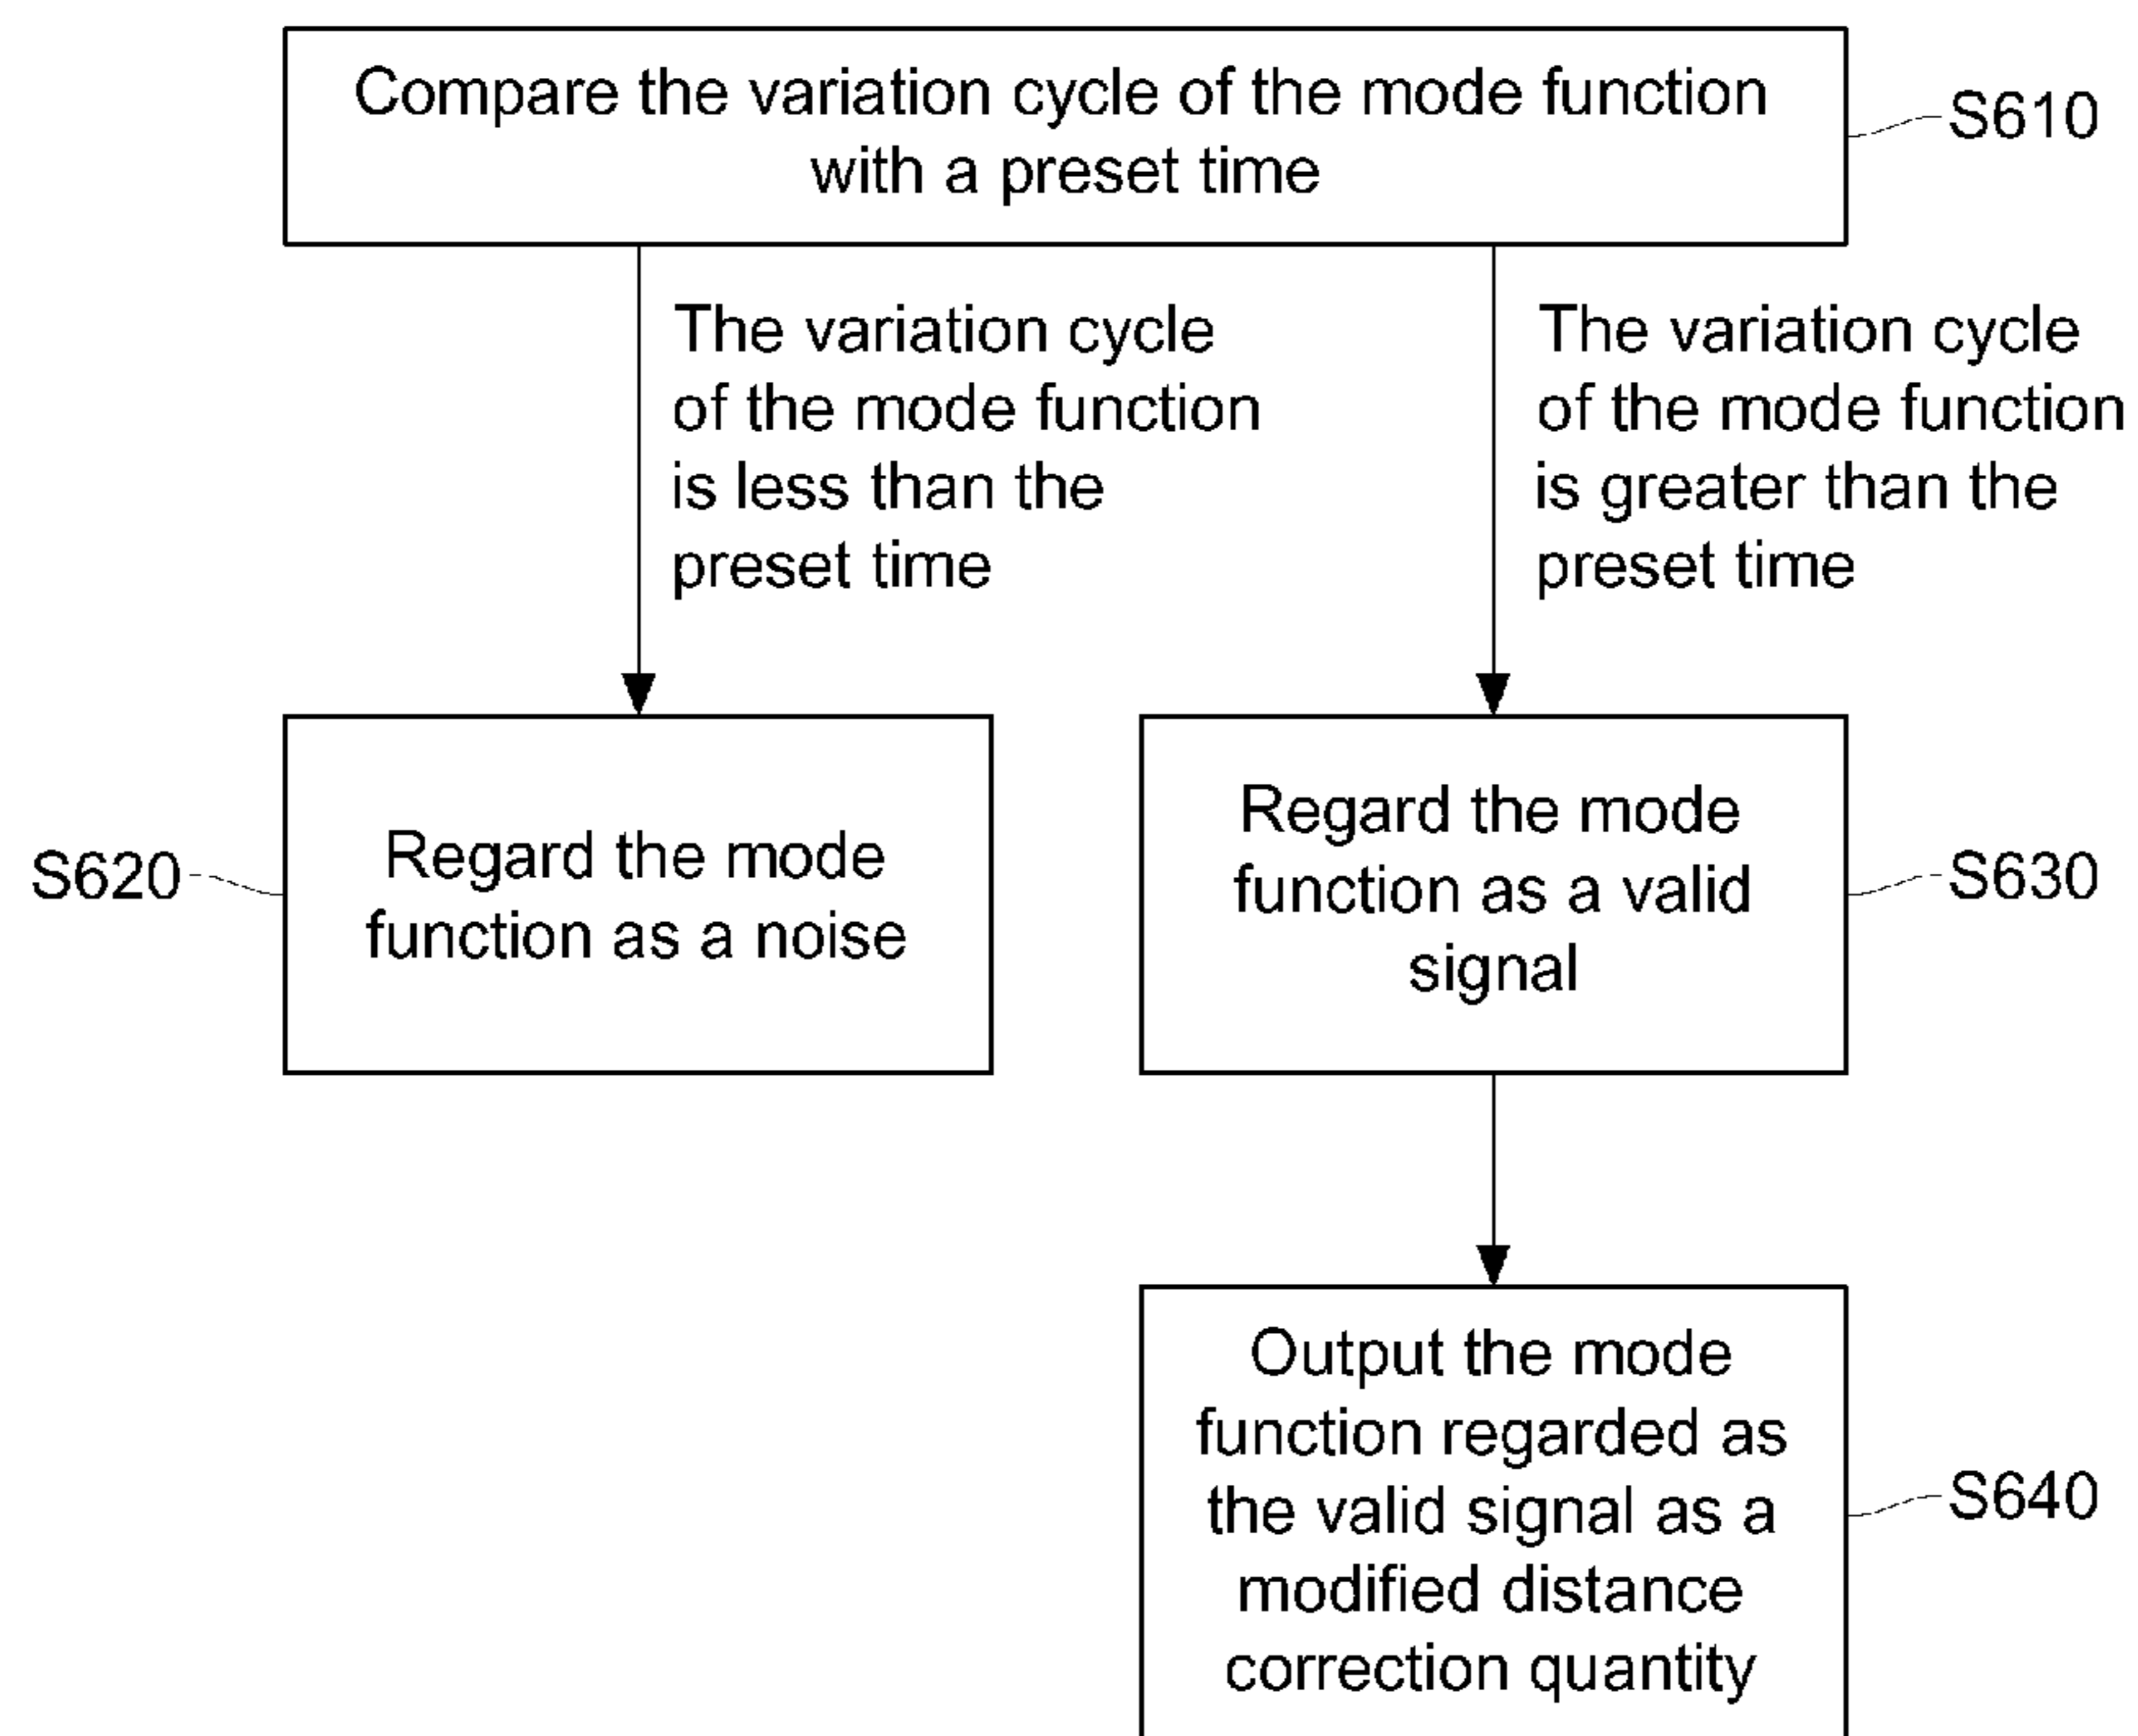 Compare the variation cycle of the mode function
with a preset time
S610
The variation cycle
of the mode function
is less than the
preset time
The variation cycle
of the mode function
is greater than the
preset time
S620
Regard the mode
function as a noise
Regard the mode
function as a valid
signal
S630
Output the mode
function regarded as
the valid signal as a
modified distance
correction quantity
S640